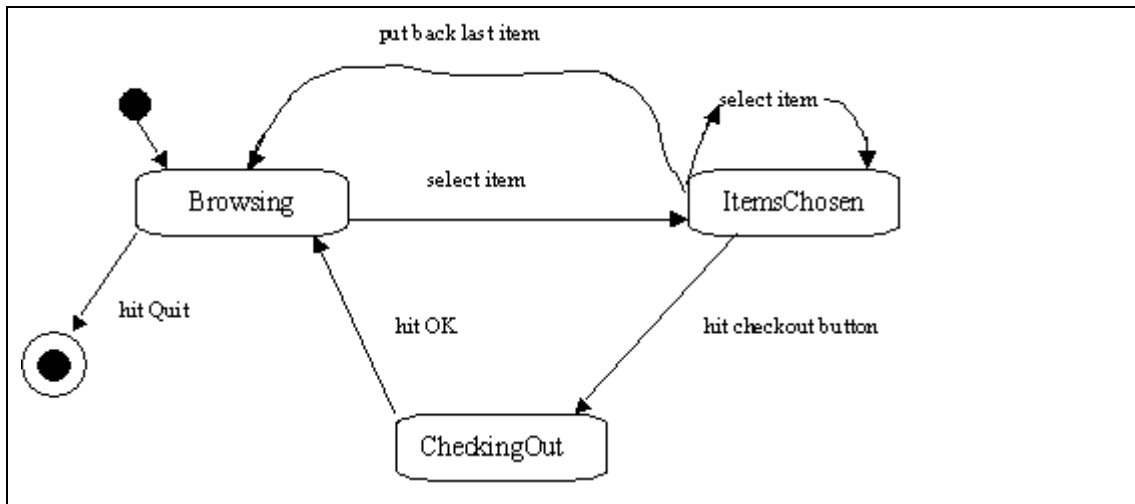 put back last item
select item
Browsing
select item
ItemsChosen
hit Quit
hit OK
hit checkout button
CheckingOut